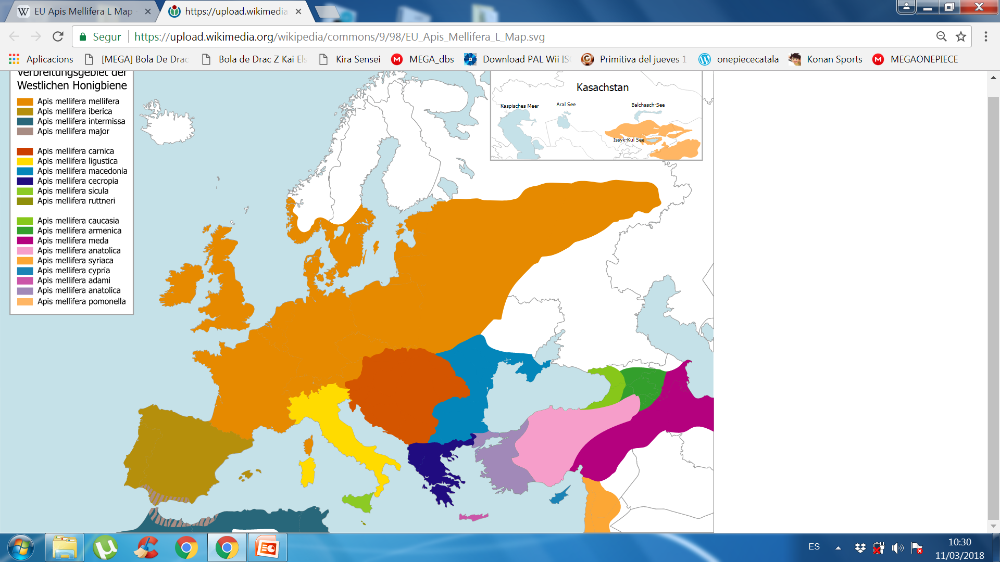 EU Apis Mellifera L Map
https://upload.wikimedia
Segur
https://upload.wikimedia.org/wikipedia/commons/9/98/EU_Apis_Mellifera_L_Map.svg
Aplicacions
[MEGA] Bola De Drac
Bola de Drac Z Kai Els
Kira Sensei
MEGA_dbs
Download PAL Wii IS
Primitiva del jueves 1
onepiececatala
Konan Sports
MEGAONEPIECE
Verbreitungsgebiet der
Westlichen Honigbiene
Apis mellifera mellifera
Apis mellifera iberica
Apis mellifera intermissa
Apis mellifera major
Apis mellifera carnica
Apis mellifera ligustica
Apis mellifera macedonia
Apis mellifera cecropia
Apis mellifera sicula
Apis mellifera ruttneri
Apis mellifera caucasia
Apis mellifera armenica
Apis mellifera meda
Apis mellifera anatolica
Apis mellifera syriaca
Apis mellifera cypria
Apis mellifera adami
Apis mellifera anatolica
Apis mellifera pomonella
Kasachstan
Kaspisches Meer
Aral See
Balchasch-See
Issyk-Kul See
ES
10:30
11/03/2018